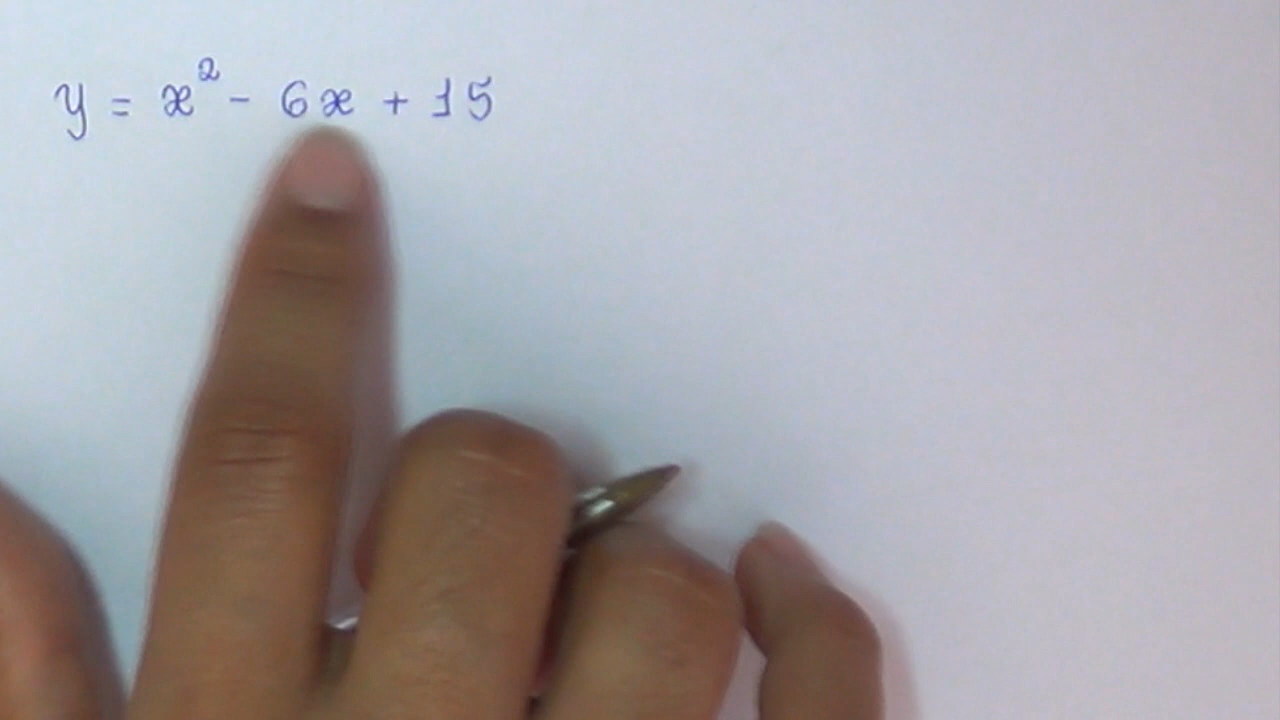 y = x² - 6x + 15